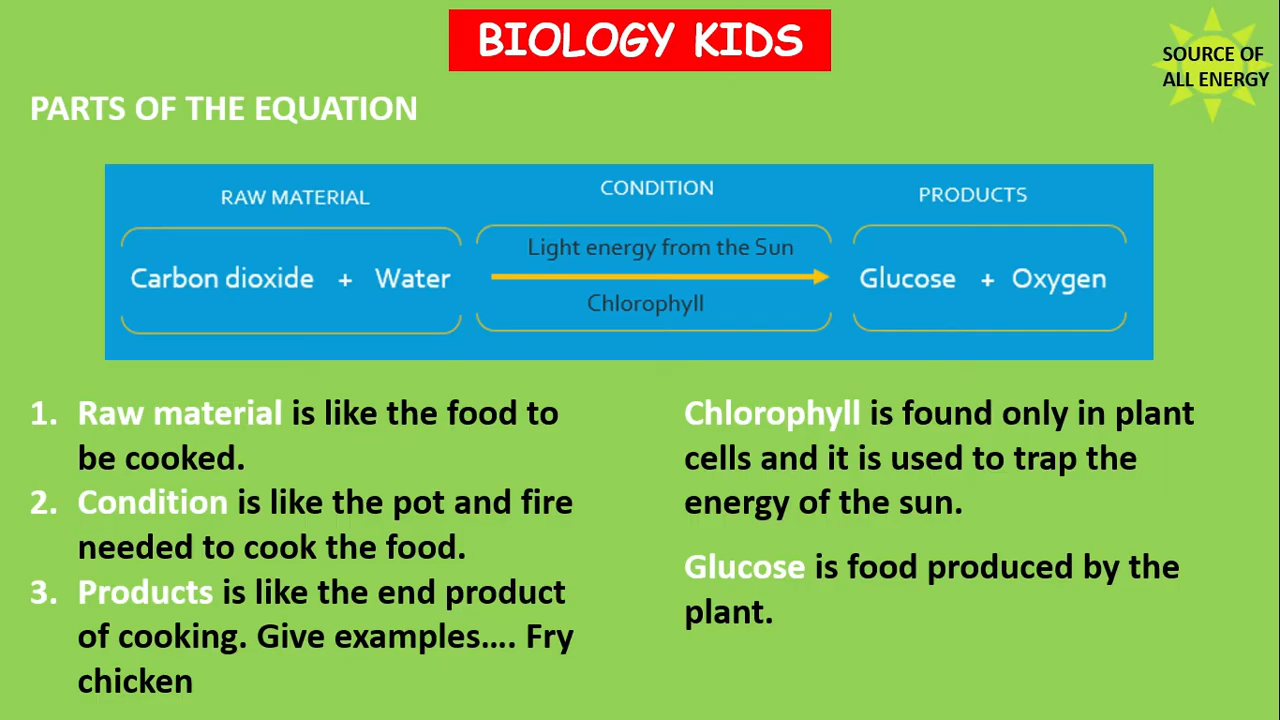 BIOLOGY KIDS
SOURCE OF
ALL ENERGY
PARTS OF THE EQUATION
RAW MATERIAL
CONDITION
PRODUCTS
Carbon dioxide + Water
Light energy from the Sun
Chlorophyll
Glucose + Oxygen
1. Raw material is like the food to
be cooked.
2. Condition is like the pot and fire
needed to cook the food.
3. Products is like the end product
of cooking. Give examples.... Fry
chicken
Chlorophyll is found only in plant
cells and it is used to trap the
energy of the sun.
Glucose is food produced by the
plant.